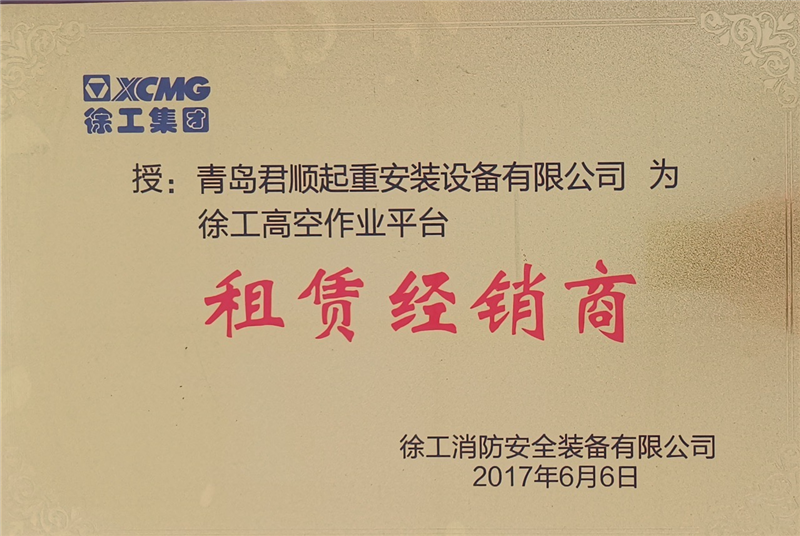 XCMG
徐工集团
授：青岛君顺起重安装设备有限公司 为
徐工高空作业平台
租赁经销商
徐工消防安全装备有限公司
2017年6月6日